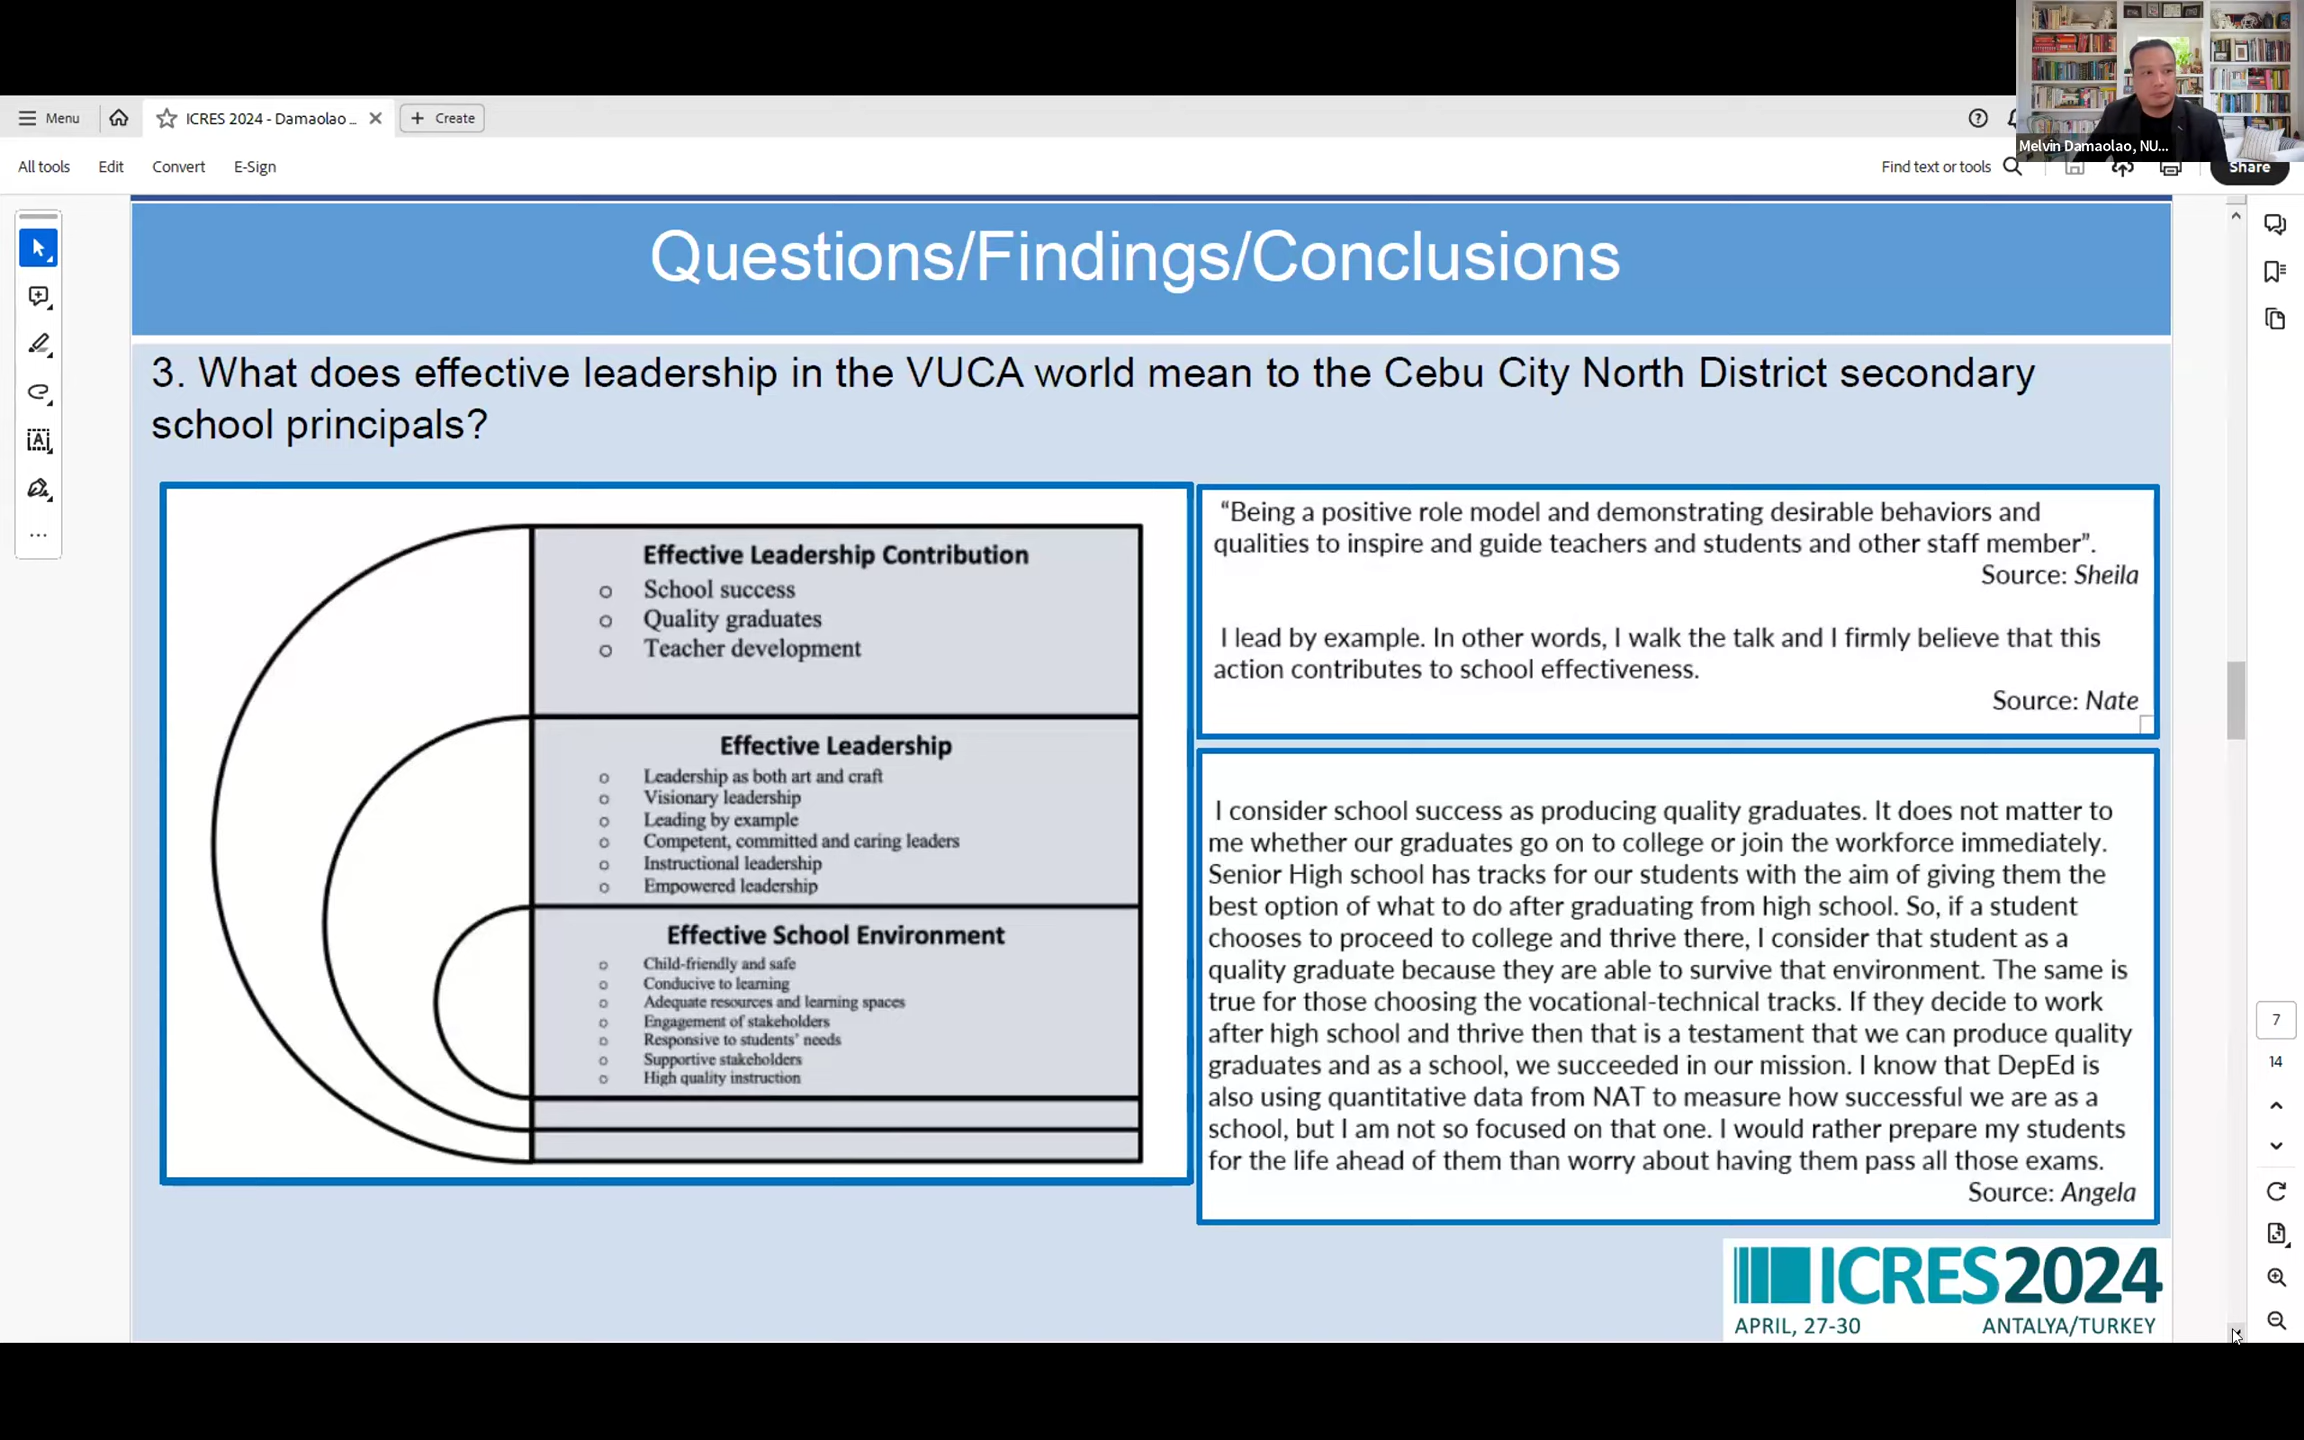 Melvin Damaolao, NU...
Menu
ICRES 2024 - Damaolao ...
Create
All tools
Edit
Convert
E-Sign
Find text or tools
Share
Questions/Findings/Conclusions
3. What does effective leadership in the VUCA world mean to the Cebu City North District secondary
school principals?
Effective Leadership Contribution
School success
Quality graduates
Teacher development
Effective Leadership
Leadership as both art and craft
Visionary leadership
Leading by example
Competent, committed and caring leaders
Instructional leadership
Empowered leadership
Effective School Environment
Child-friendly and safe
Conducive to learning
Adequate resources and learning spaces
Engagement of stakeholders
Responsive to students' needs
Supportive stakeholders
High quality instruction
“Being a positive role model and demonstrating desirable behaviors and
qualities to inspire and guide teachers and students and other staff member”.
Source: Sheila
I lead by example. In other words, I walk the talk and I firmly believe that this
action contributes to school effectiveness.
Source: Nate
I consider school success as producing quality graduates. It does not matter to
me whether our graduates go on to college or join the workforce immediately.
Senior High school has tracks for our students with the aim of giving them the
best option of what to do after graduating from high school. So, if a student
chooses to proceed to college and thrive there, I consider that student as a
quality graduate because they are able to survive that environment. The same is
true for those choosing the vocational-technical tracks. If they decide to work
after high school and thrive then that is a testament that we can produce quality
graduates and as a school, we succeeded in our mission. I know that DepEd is
also using quantitative data from NAT to measure how successful we are as a
school, but I am not so focused on that one. I would rather prepare my students
for the life ahead of them than worry about having them pass all those exams.
Source: Angela
7
14
ICRES2024
APRIL, 27-30
ANTALYA/TURKEY